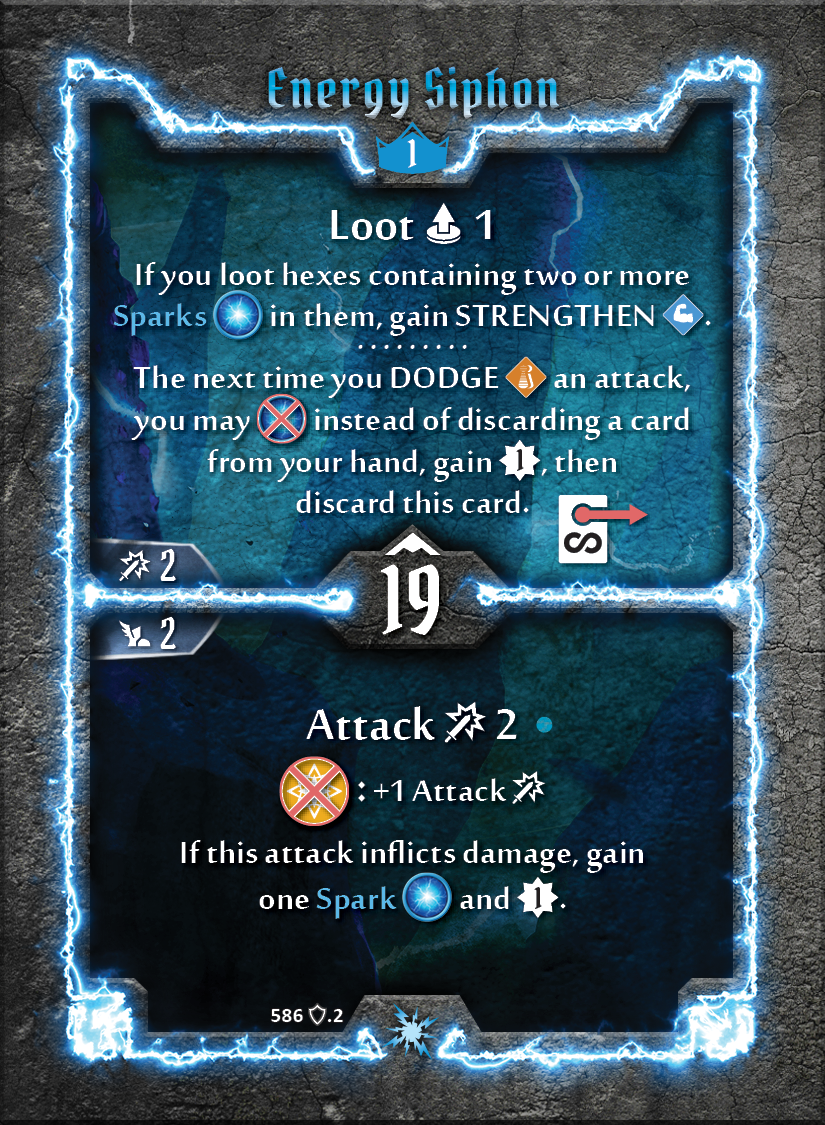 Energy Siphon
1
Loot 1
If you loot hexes containing two or more
Sparks in them, gain STRENGTHEN .
The next time you DODGE an attack,
you may instead of discarding a card
from your hand, gain 1, then
discard this card.
2
19
2
Attack 2
: +1 Attack
If this attack inflicts damage, gain
one Spark and 1.
586 .2